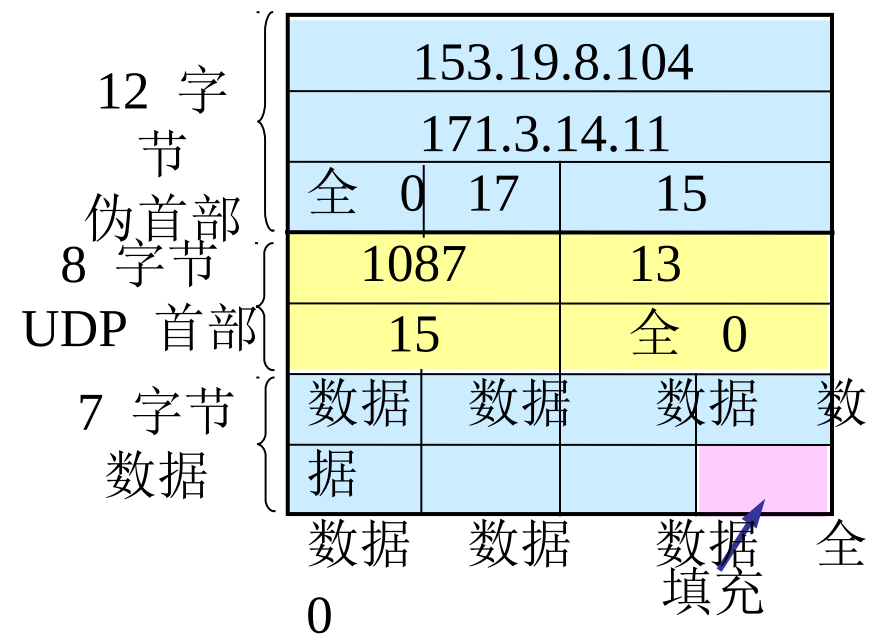 153.19.8.104
171.3.14.11
12 字
节
伪首部
全 0 17 15
8 字节
UDP 首部
1087 13
15 全 0
7 字节
数据
数据 数据 数据 数
据
数据 数据 数据 全
0
填充